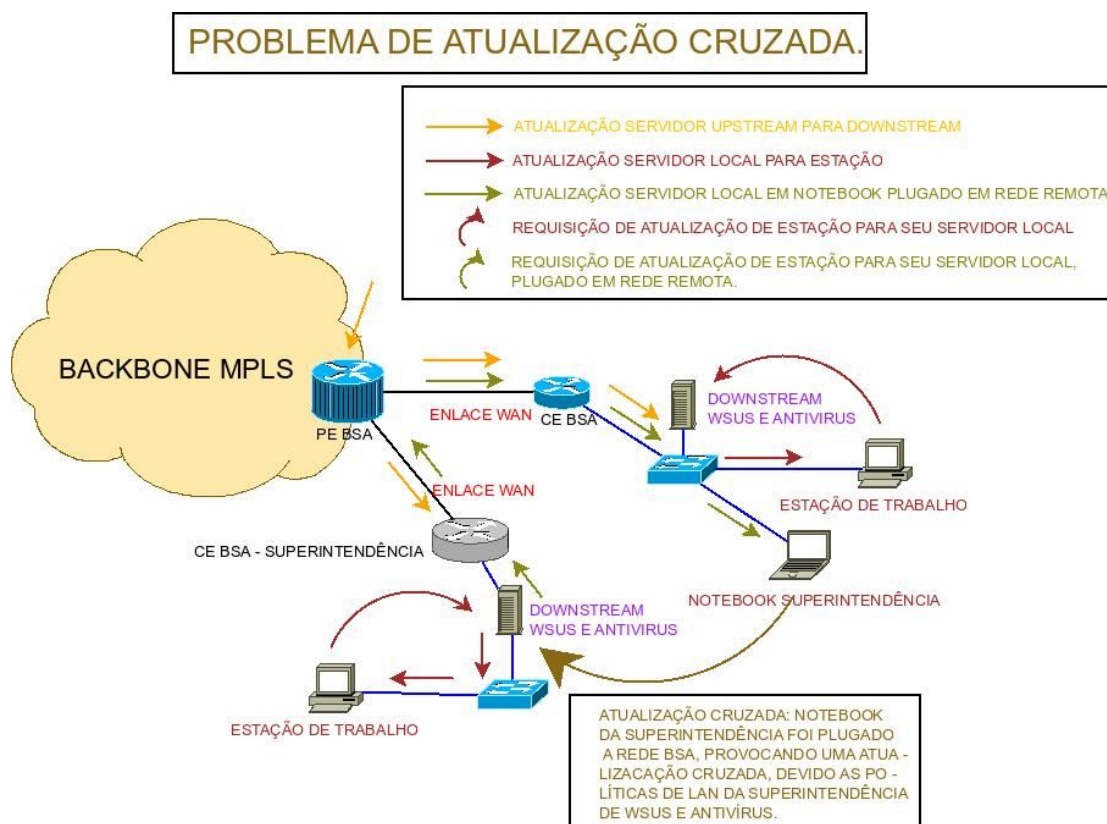 PROBLEMA DE ATUALIZAÇÃO CRUZADA.
ATUALIZAÇÃO SERVIDOR UPSTREAM PARA DOWNSTREAM
ATUALIZAÇÃO SERVIDOR LOCAL PARA ESTAÇÃO
ATUALIZAÇÃO SERVIDOR LOCAL EM NOTEBOOK PLUGADO EM REDE REMOTA
REQUISIÇÃO DE ATUALIZAÇÃO DE ESTAÇÃO PARA SEU SERVIDOR LOCAL
REQUISIÇÃO DE ATUALIZAÇÃO DE ESTAÇÃO PARA SEU SERVIDOR LOCAL,
PLUGADO EM REDE REMOTA.
BACKBONE MPLS
PE BSA
ENLACE WAN
CE BSA
DOWNSTREAM
WSUS E ANTIVIRUS
ESTAÇÃO DE TRABALHO
ENLACE WAN
CE BSA - SUPERINTENDÊNCIA
NOTEBOOK SUPERINTENDÊNCIA
DOWNSTREAM
WSUS E ANTIVIRUS
ESTAÇÃO DE TRABALHO
ATUALIZAÇÃO CRUZADA: NOTEBOOK
DA SUPERINTENDÊNCIA FOI PLUGADO
A REDE BSA, PROVOCANDO UMA ATUA -
LIZACAÇÃO CRUZADA, DEVIDO AS PO -
LÍTICAS DE LAN DA SUPERINTENDÊNCIA
DE WSUS E ANTIVÍRUS.